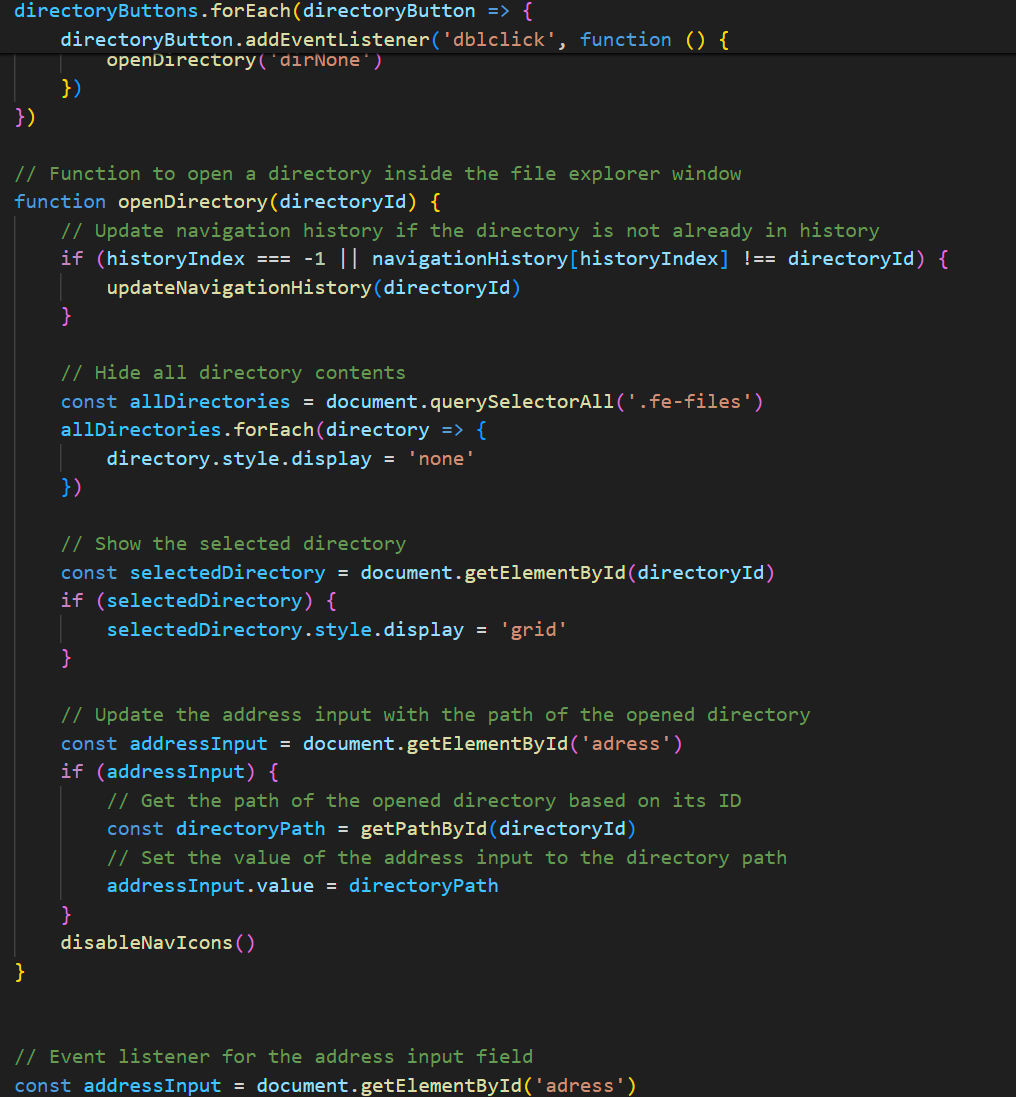 directoryButtons.forEach(directoryButton => {
    directoryButton.addEventListener('dblclick', function () {
        openDirectory('dirNone')
    })
})

// Function to open a directory inside the file explorer window
function openDirectory(directoryId) {
    // Update navigation history if the directory is not already in history
    if (historyIndex === -1 || navigationHistory[historyIndex] !== directoryId) {
        updateNavigationHistory(directoryId)
    }

    // Hide all directory contents
    const allDirectories = document.querySelectorAll('.fe-files')
    allDirectories.forEach(directory => {
        directory.style.display = 'none'
    })

    // Show the selected directory
    const selectedDirectory = document.getElementById(directoryId)
    if (selectedDirectory) {
        selectedDirectory.style.display = 'grid'
    }

    // Update the address input with the path of the opened directory
    const addressInput = document.getElementById('adress')
    if (addressInput) {
        // Get the path of the opened directory based on its ID
        const directoryPath = getPathById(directoryId)
        // Set the value of the address input to the directory path
        addressInput.value = directoryPath
    }
    disableNavIcons()
}

// Event listener for the address input field
const addressInput = document.getElementById('adress')